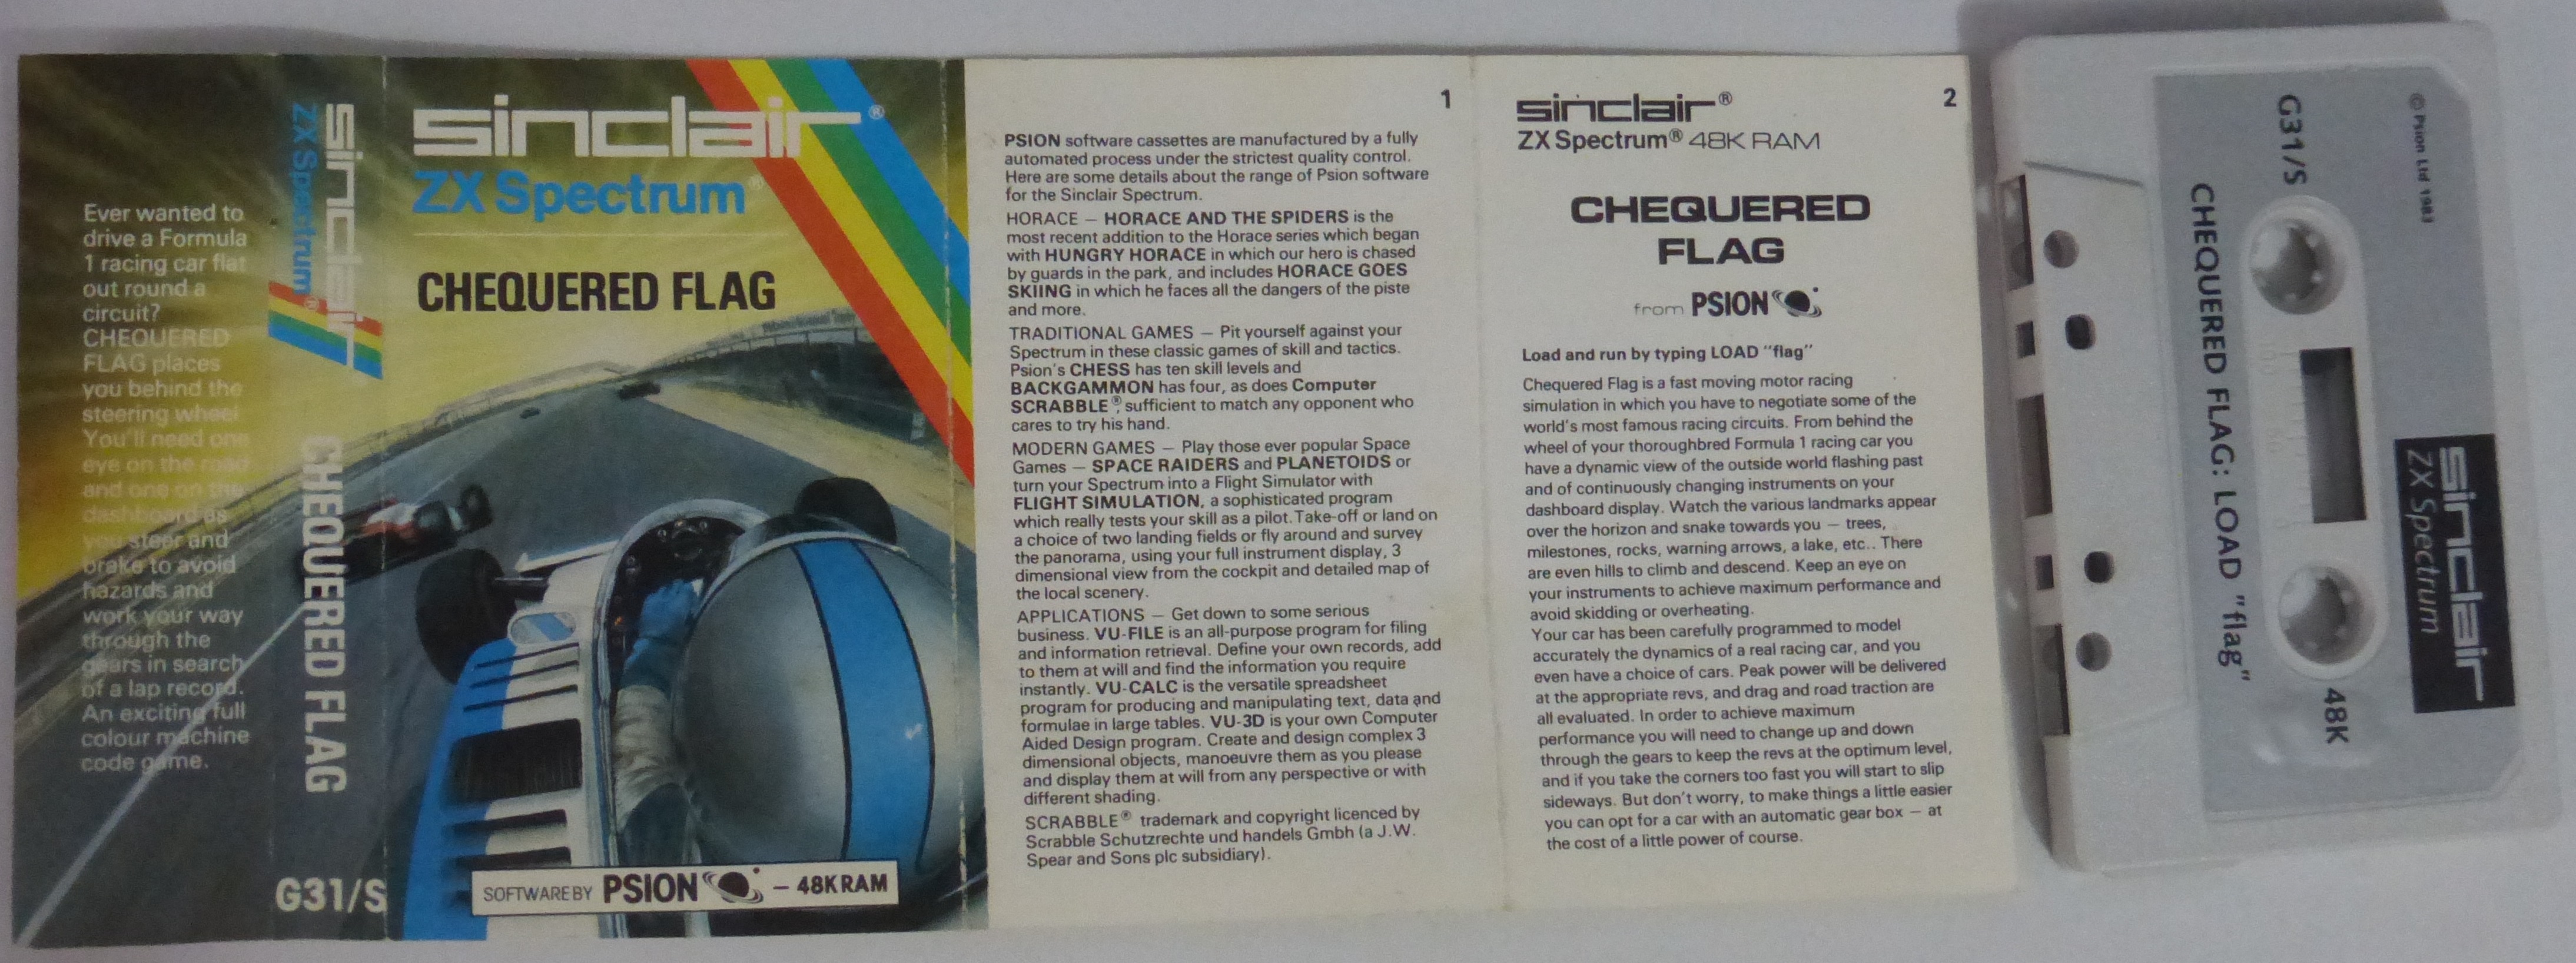 Ever wanted to
drive a Formula
1 racing car flat
out round a
circuit?
CHEQUERED
FLAG places
you behind the
steering wheel
You'll need one
eye on the road
and one on the
dashboard as
you steer and
brake to avoid
hazards and
work your way
through the
gears in search
of a lap record.
An exciting full
colour machine
code game.
sinclair
ZX Spectrum®
CHEQUERED FLAG
G31/S
sinclair®
ZX Spectrum®
CHEQUERED FLAG
SOFTWARE BY PSION – 48K RAM
1
PSION software cassettes are manufactured by a fully
automated process under the strictest quality control.
Here are some details about the range of Psion software
for the Sinclair Spectrum.
HORACE – HORACE AND THE SPIDERS is the
most recent addition to the Horace series which began
with HUNGRY HORACE in which our hero is chased
by guards in the park, and includes HORACE GOES
SKIING in which he faces all the dangers of the piste
and more.
TRADITIONAL GAMES – Pit yourself against your
Spectrum in these classic games of skill and tactics.
Psion's CHESS has ten skill levels and
BACKGAMMON has four, as does Computer
SCRABBLE®, sufficient to match any opponent who
cares to try his hand.
MODERN GAMES – Play those ever popular Space
Games – SPACE RAIDERS and PLANETOIDS or
turn your Spectrum into a Flight Simulator with
FLIGHT SIMULATION, a sophisticated program
which really tests your skill as a pilot. Take-off or land on
a choice of two landing fields or fly around and survey
the panorama, using your full instrument display, 3
dimensional view from the cockpit and detailed map of
the local scenery.
APPLICATIONS – Get down to some serious
business. VU-FILE is an all-purpose program for filing
and information retrieval. Define your own records, add
to them at will and find the information you require
instantly. VU-CALC is the versatile spreadsheet
program for producing and manipulating text, data and
formulae in large tables. VU-3D is your own Computer
Aided Design program. Create and design complex 3
dimensional objects, manoeuvre them as you please
and display them at will from any perspective or with
different shading.
SCRABBLE® trademark and copyright licenced by
Scrabble Schutzrechte und handels Gmbh (a J.W.
Spear and Sons plc subsidiary).
2
sinclair®
ZX Spectrum® 48K RAM
CHEQUERED
FLAG
from PSION
Load and run by typing LOAD "flag"
Chequered Flag is a fast moving motor racing
simulation in which you have to negotiate some of the
world's most famous racing circuits. From behind the
wheel of your thoroughbred Formula 1 racing car you
have a dynamic view of the outside world flashing past
and of continuously changing instruments on your
dashboard display. Watch the various landmarks appear
over the horizon and snake towards you – trees,
milestones, rocks, warning arrows, a lake, etc.. There
are even hills to climb and descend. Keep an eye on
your instruments to achieve maximum performance and
avoid skidding or overheating.
Your car has been carefully programmed to model
accurately the dynamics of a real racing car, and you
even have a choice of cars. Peak power will be delivered
at the appropriate revs, and drag and road traction are
all evaluated. In order to achieve maximum
performance you will need to change up and down
through the gears to keep the revs at the optimum level,
and if you take the corners too fast you will start to slip
sideways. But don't worry, to make things a little easier
you can opt for a car with an automatic gear box – at
the cost of a little power of course.
© Psion Ltd 1983
sinclair
ZX Spectrum
G31/S
48K
CHEQUERED FLAG: LOAD "flag"